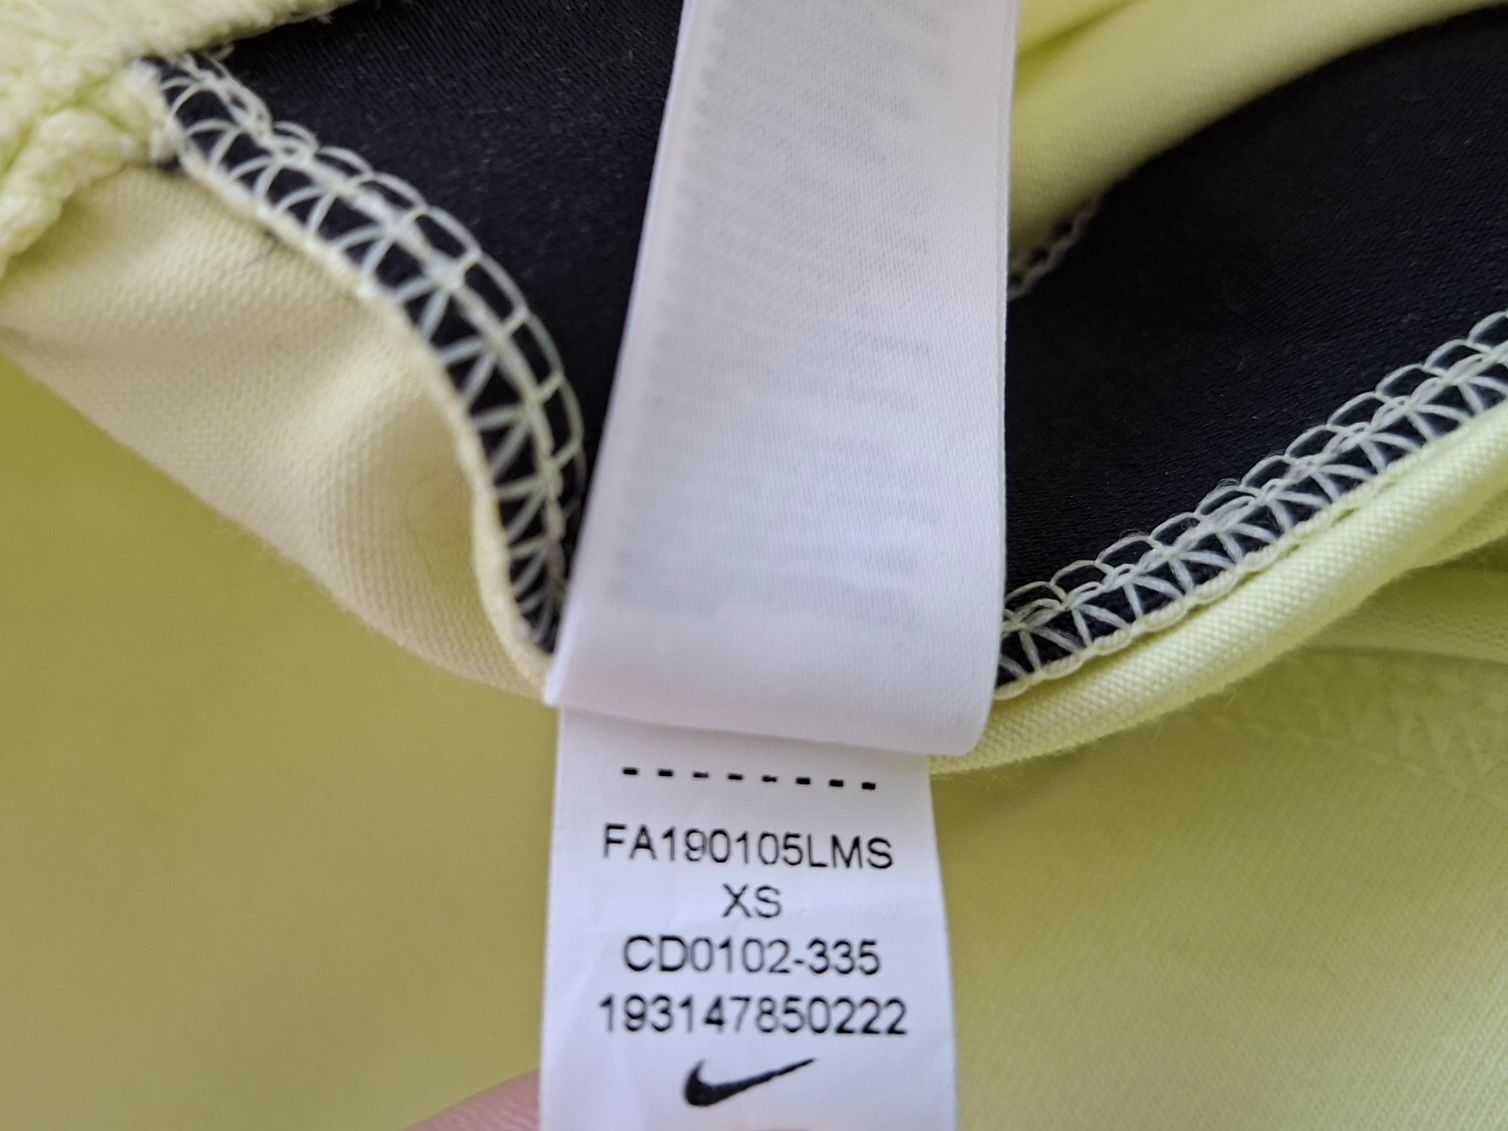 --------
FA190105LMS
XS
CD0102-335
193147850222